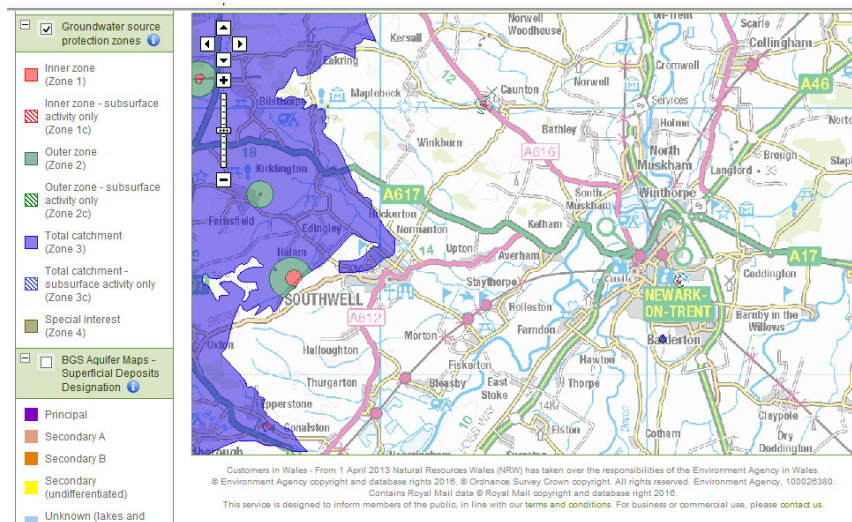 Groundwater source
protection zones
Inner zone
(Zone 1)
Inner zone - subsurface
activity only
(Zone 1c)
Outer zone
(Zone 2)
Outer zone - subsurface
activity only
(Zone 2c)
Total catchment
(Zone 3)
Total catchment -
subsurface activity only
(Zone 3c)
Special interest
(Zone 4)
BGS Aquifer Maps -
Superficial Deposits
Designation
Principal
Secondary A
Secondary B
Secondary
(undifferentiated)
Unknown (lakes and
Kersall
Norwell
Woodhouse
on-Trent
Scarle
Collingham
Eakring
12
Cromwell
A46
Bilsthorpe
Maplebeck
Caunton
Norwell
Services
Holme
Bathley
18
Winkburn
A616
North
Muskham
Langford
33
Brough
Kirklington
A617
South
Muskham
Winthorpe
Farnsfield
Edingley
Hockerton
Normanton
Kelham
Halam
14
Upton
Averham
A17
Coddington
SOUTHWELL
Staythorpe
Castle
NEWARK-
ON-TRENT
A612
Rolleston
Farndon
Barnby in the
Willows
Oxton
Morton
Balderton
Halloughton
Fiskerton
Hawton
Thurgarton
Bleasby
East
Stoke
Thorpe
Epperstone
Gonalston
10
Elston
Cotham
Claypole
Dry
Doddington
Customers in Wales - From 1 April 2013 Natural Resources Wales (NRW) has taken over the responsibilities of the Environment Agency in Wales.
© Environment Agency copyright and database rights 2016. © Ordnance Survey Crown copyright. All rights reserved. Environment Agency, 100026380.
Contains Royal Mail data © Royal Mail copyright and database right 2016.
This service is designed to inform members of the public, in line with our terms and conditions. For business or commercial use, please contact us.